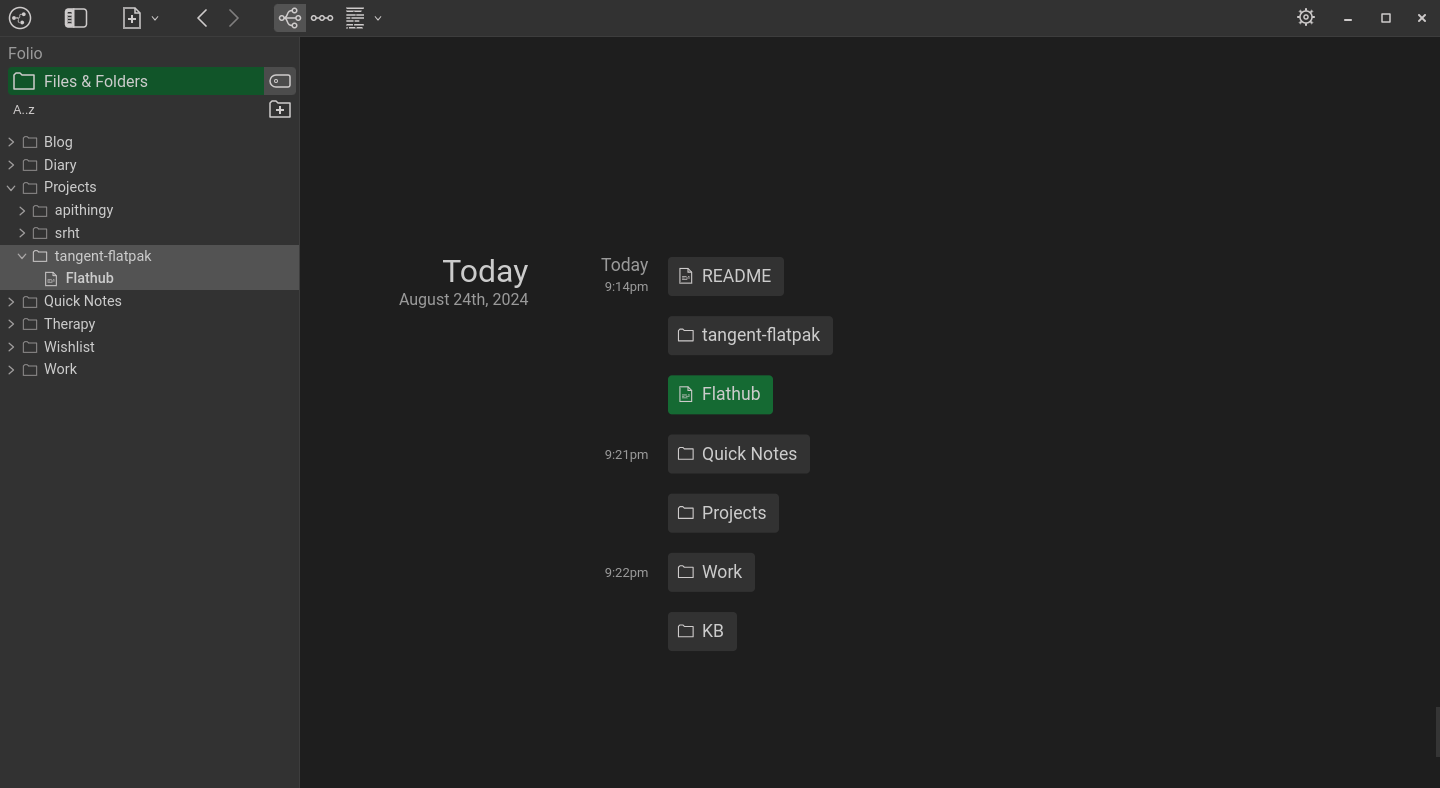 Folio
Files & Folders
A..z
Blog
Diary
Projects
apithingy
srht
tangent-flatpak
Flathub
Quick Notes
Therapy
Wishlist
Work
Today
August 24th, 2024
Today
9:14pm
README
tangent-flatpak
Flathub
9:21pm
Quick Notes
Projects
9:22pm
Work
KB